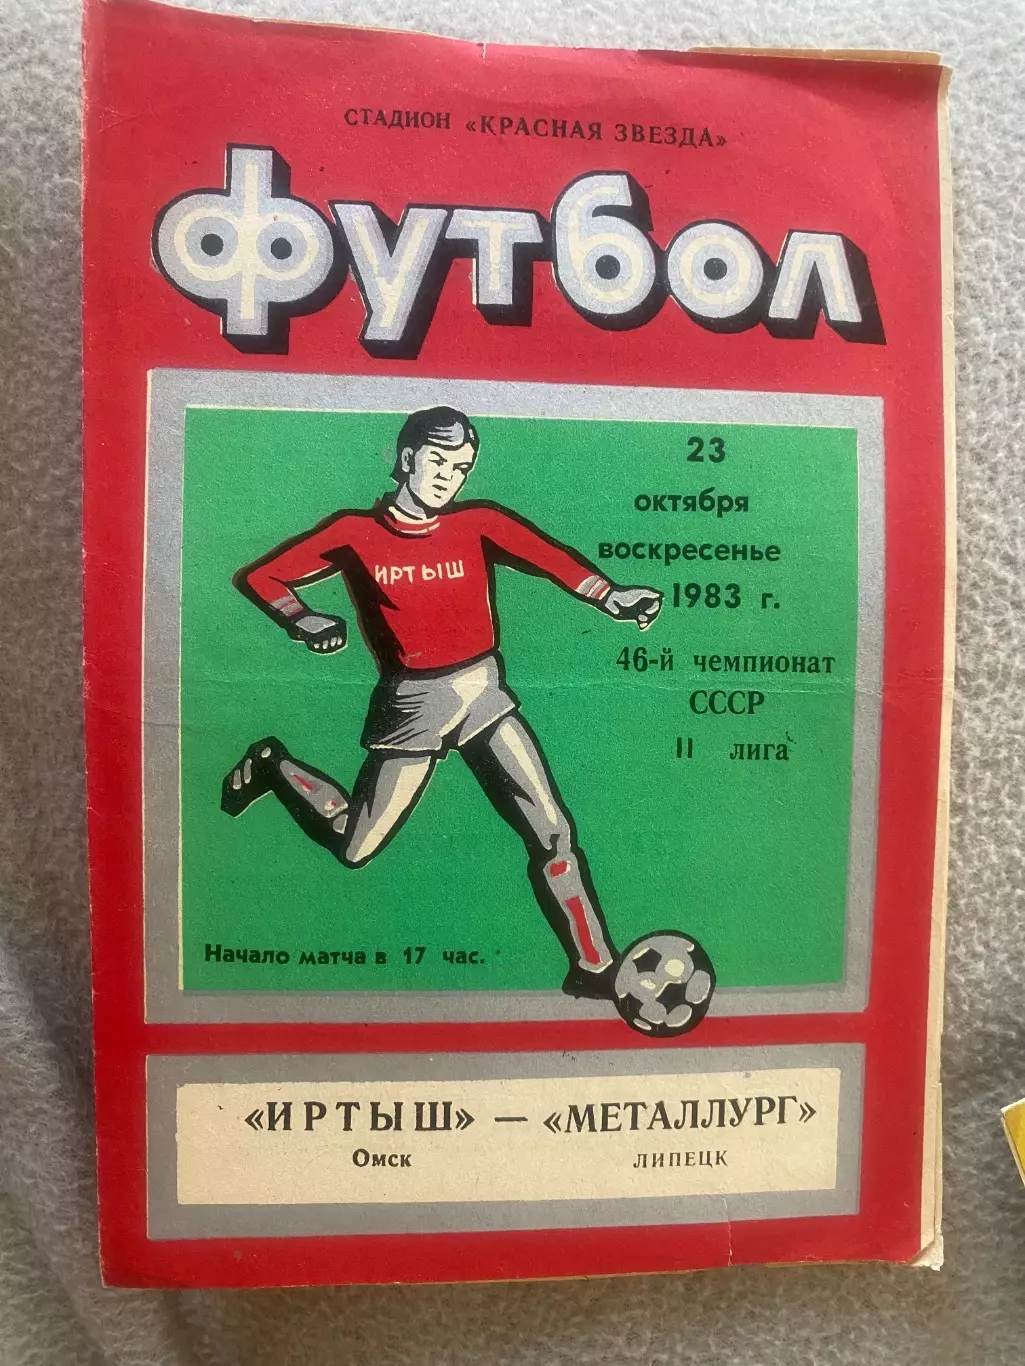 СТАДИОН «КРАСНАЯ ЗВЕЗДА»
футбол
23
октября
воскресенье
1983 г.
46-й чемпионат
СССР
II лига
ИРТЫШ
Начало матча в 17 час.
«ИРТЫШ» — «МЕТАЛЛУРГ»
Омск ЛИПЕЦК